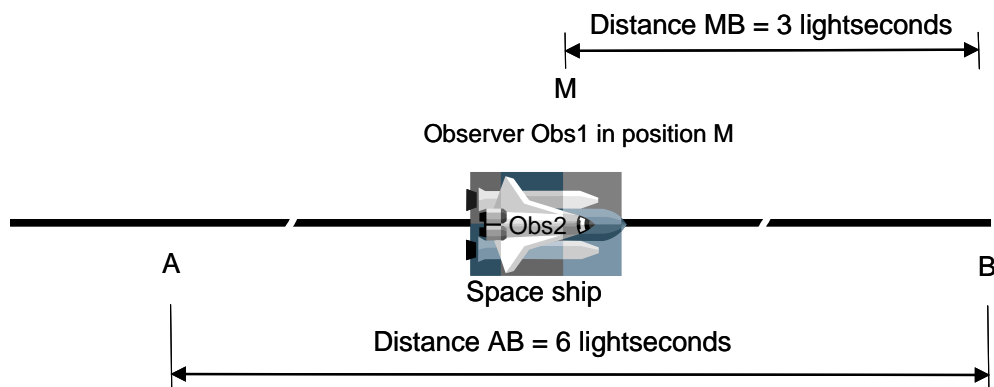 Distance MB = 3 lightseconds
M
Observer Obs1 in position M
Obs2
A
B
Space ship
Distance AB = 6 lightseconds